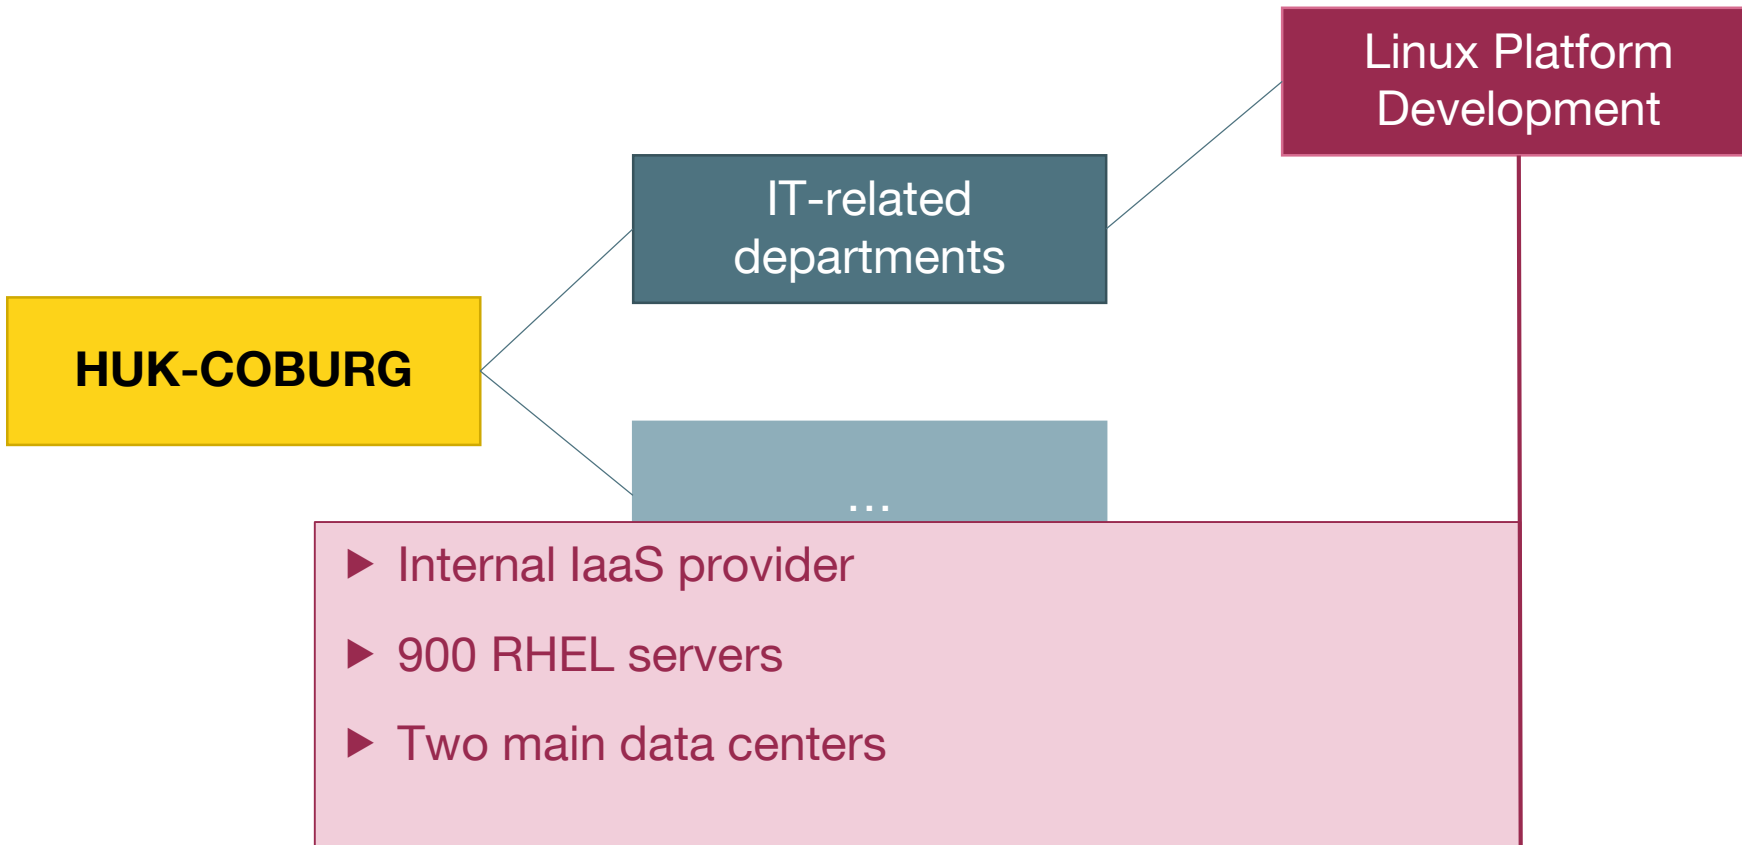 Linux Platform
Development
IT-related
departments
HUK-COBURG
...
Internal IaaS provider
900 RHEL servers
Two main data centers